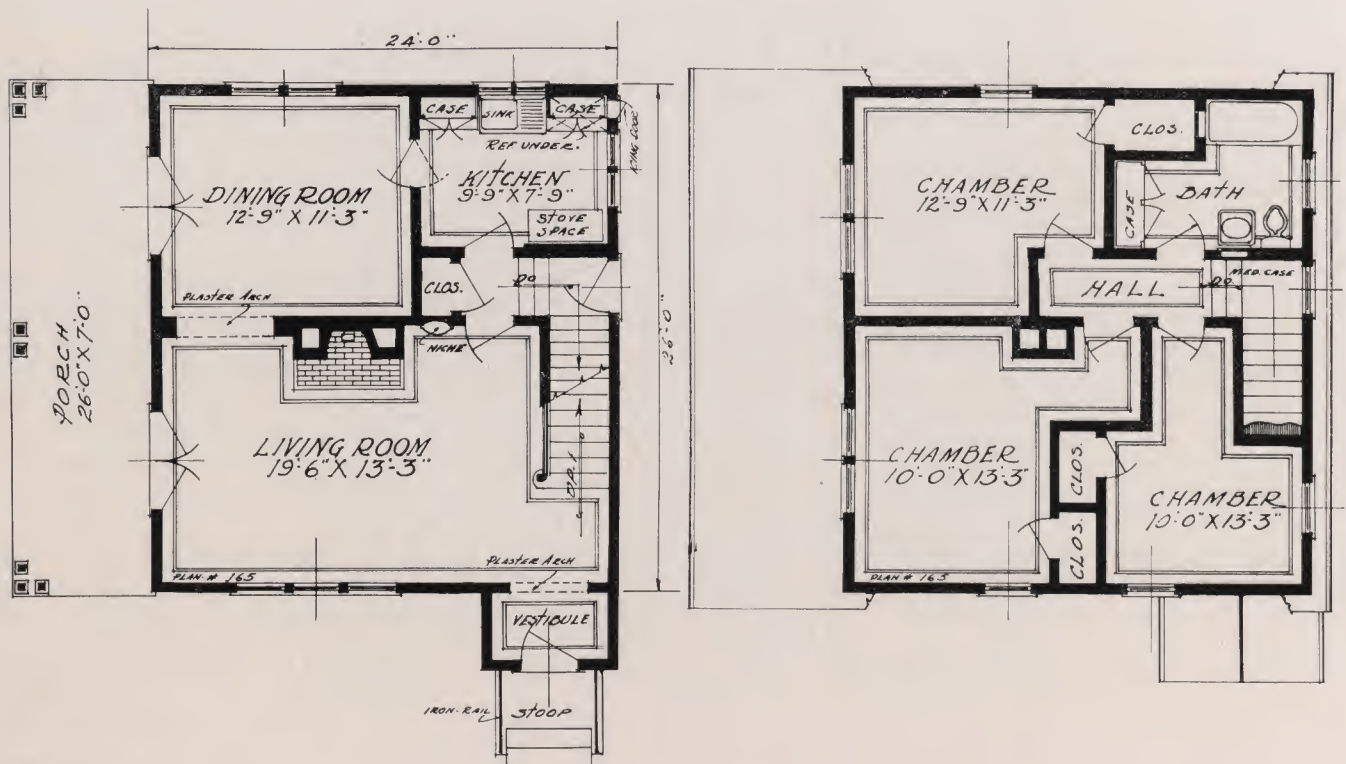 24'-0"
CASE
SINK
CASE
REF. UNDER.
KITCHEN
9'-9" X 7'-9"
STOVE
SPACE
DINING ROOM
12'-9" X 11'-3"
PORCH
26'-0" X 7'-0"
PLASTER ARCH
CLOS.
DO
NICHE
26'-0"
LIVING ROOM
19'-6" X 13'-3"
UP.
PLASTER ARCH
PLAN # 165
VESTIBULE
IRON-RAIL
STOOP
CLOS.
CHAMBER
12'-9" X 11'-3"
CASE
BATH
MED. CASE
HALL
DO
CHAMBER
10'-0" X 13'-3"
CLOS.
CLOS.
CHAMBER
10'-0" X 13'-3"
PLAN # 165